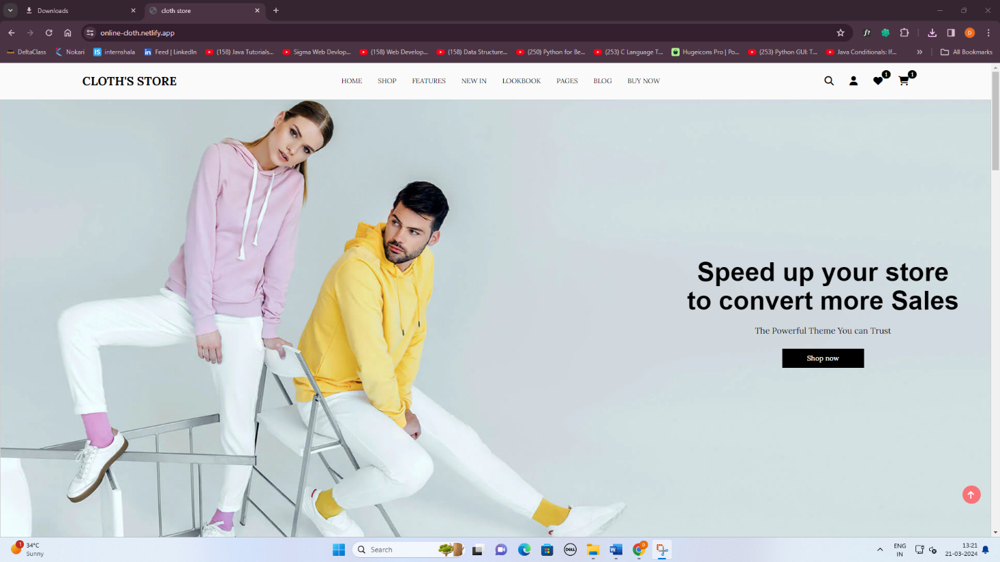 Downloads
cloth store
online-cloth.netlify.app
D
DeltaClass
Nokari
internshala
Feed | LinkedIn
(158) Java Tutorials...
Sigma Web Devlop...
(158) Web Develop...
(158) Data Structure...
(250) Python for Be...
(253) C Language T...
Hugeicons Pro | Po...
(253) Python GUI: T...
Java Conditionals: If...
All Bookmarks
CLOTH'S STORE
HOME
SHOP
FEATURES
NEW IN
LOOKBOOK
PAGES
BLOG
BUY NOW
1
1
Speed up your store
to convert more Sales
The Powerful Theme You can Trust
Shop now
1
34°C
Sunny
Search
DELL
W
D
ENG
IN
13:21
21-03-2024